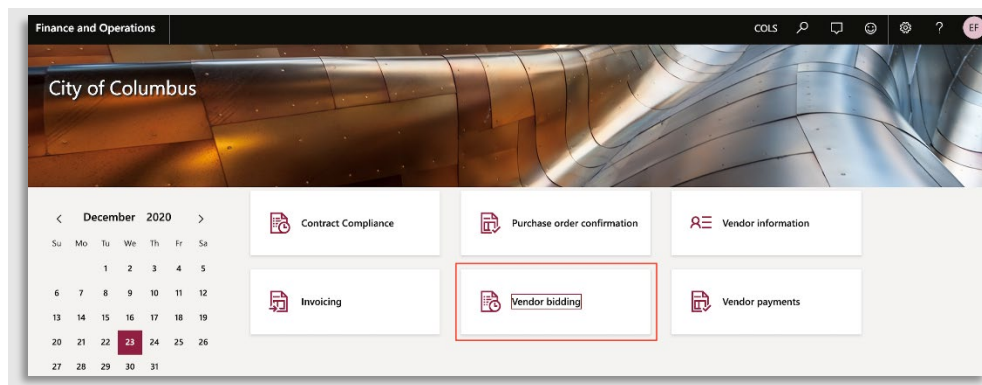 Finance and Operations
COLS
?
EF
City of Columbus
< December 2020 >
Su Mo Tu We Th Fr Sa
1 2 3 4 5
6 7 8 9 10 11 12
13 14 15 16 17 18 19
20 21 22 23 24 25 26
27 28 29 30 31
Contract Compliance
Purchase order confirmation
Vendor information
Invoicing
Vendor bidding
Vendor payments